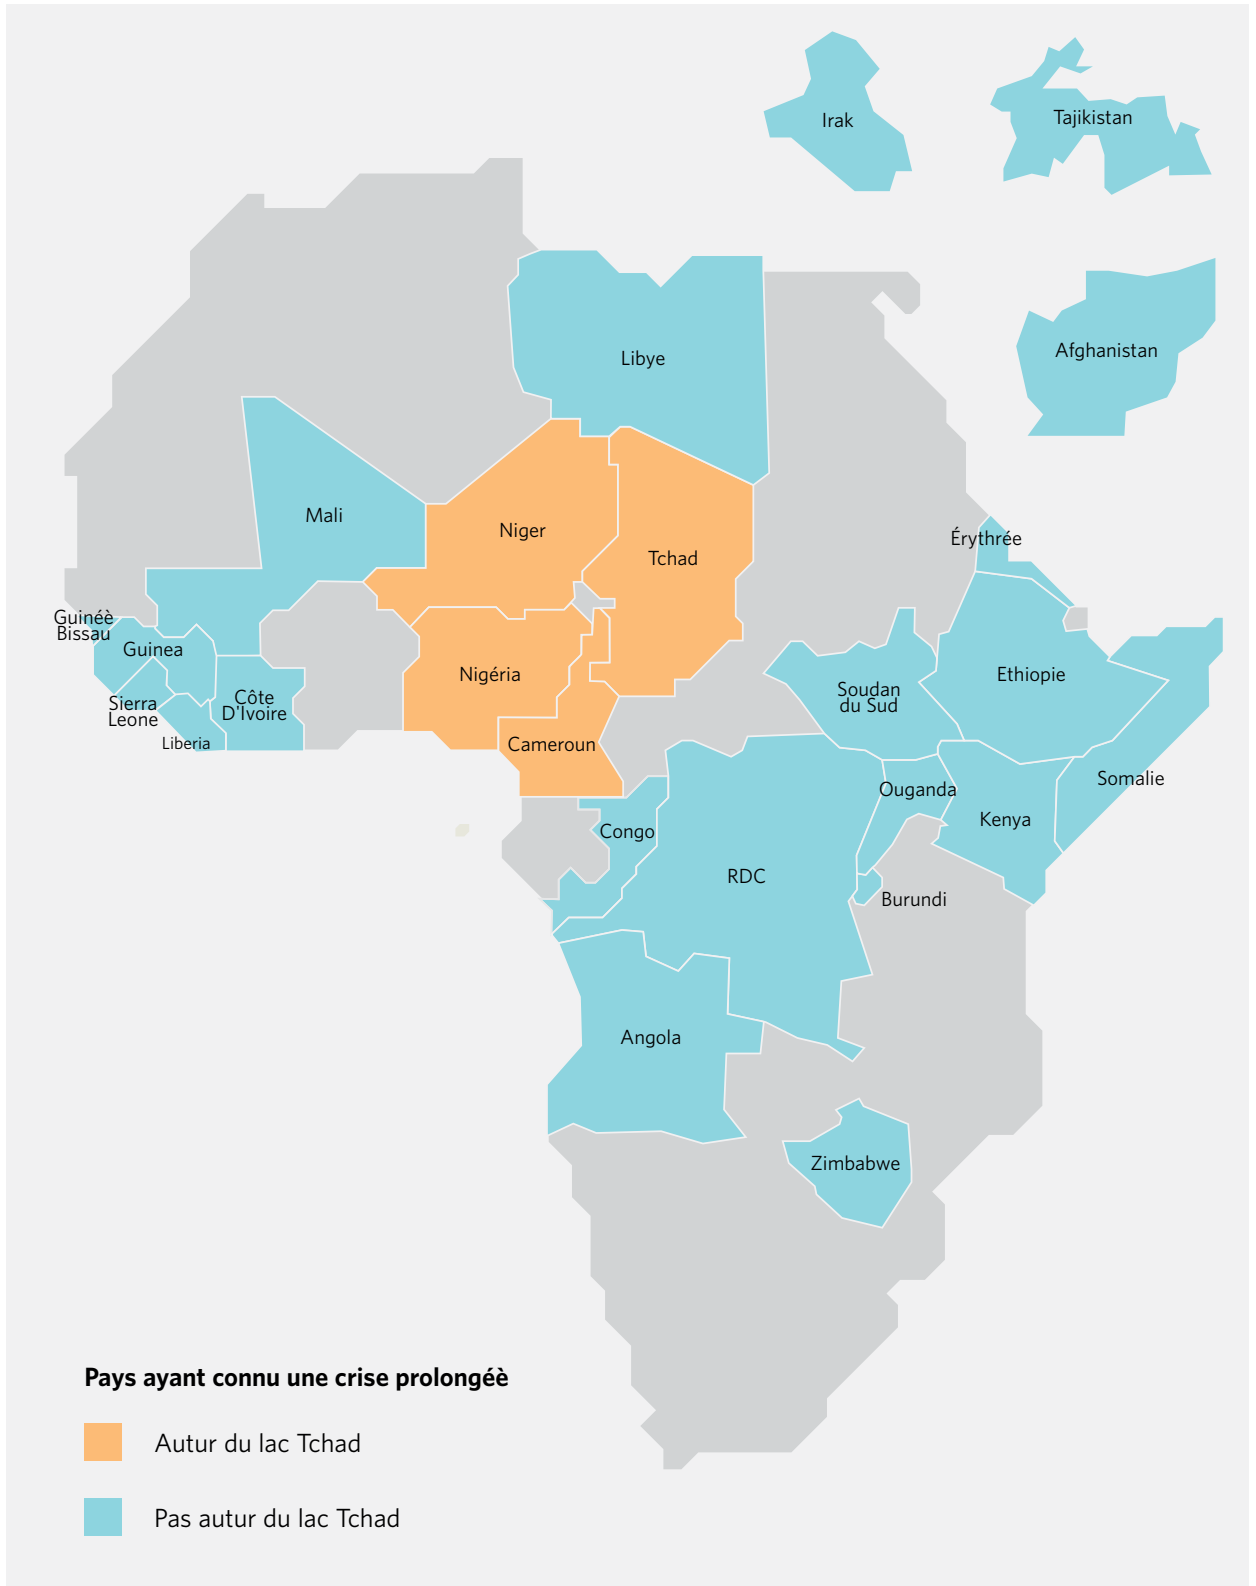 Irak
Tajikistan
Afghanistan
Libye
Mali
Niger
Tchad
Érythrée
Guinéè
Bissau
Guinea
Nigéria
Ethiopie
Soudan
du Sud
Côte
D'Ivoire
Sierra
Leone
Liberia
Cameroun
Somalie
Ouganda
Kenya
Congo
RDC
Burundi
Angola
Zimbabwe
Pays ayant connu une crise prolongéè
Autur du lac Tchad
Pas autur du lac Tchad